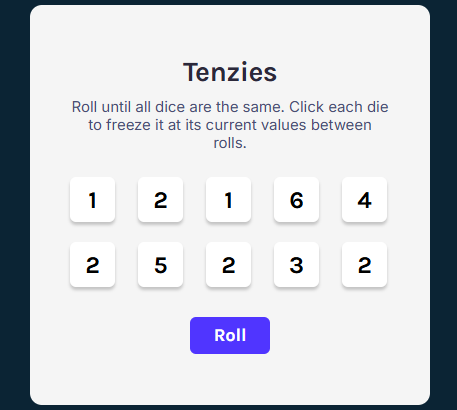 Tenzies
Roll until all dice are the same. Click each die
to freeze it at its current values between
rolls.
1 2 1 6 4
2 5 2 3 2
Roll